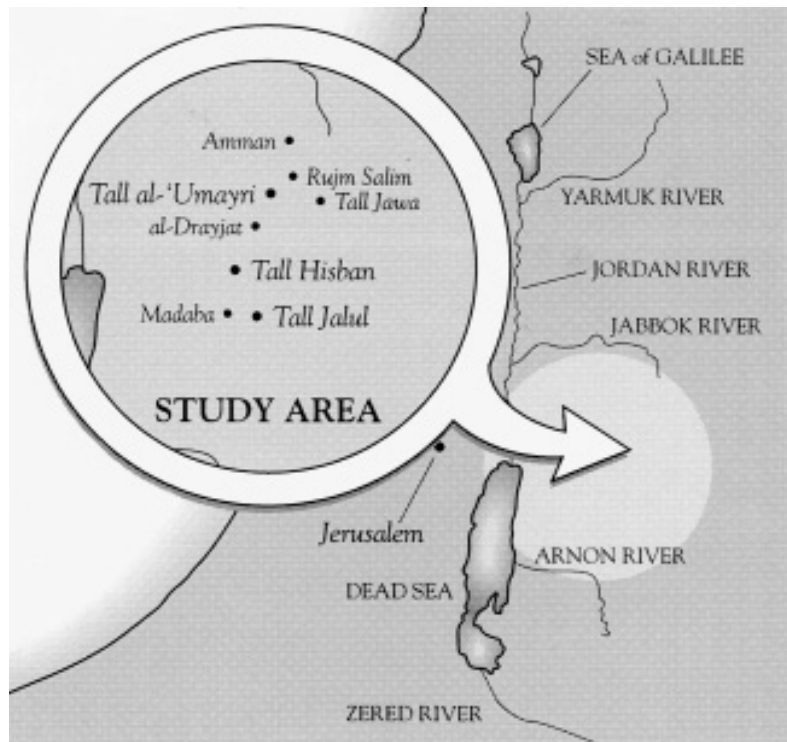 SEA of GALILEE
Amman
Rujm Salim
Tall al-‘Umayri
Tall Jawa
YARMUK RIVER
al-Drayjat
Tall Hisban
JORDAN RIVER
Madaba
Tall Jalul
JABBOK RIVER
STUDY AREA
Jerusalem
ARNON RIVER
DEAD SEA
ZERED RIVER